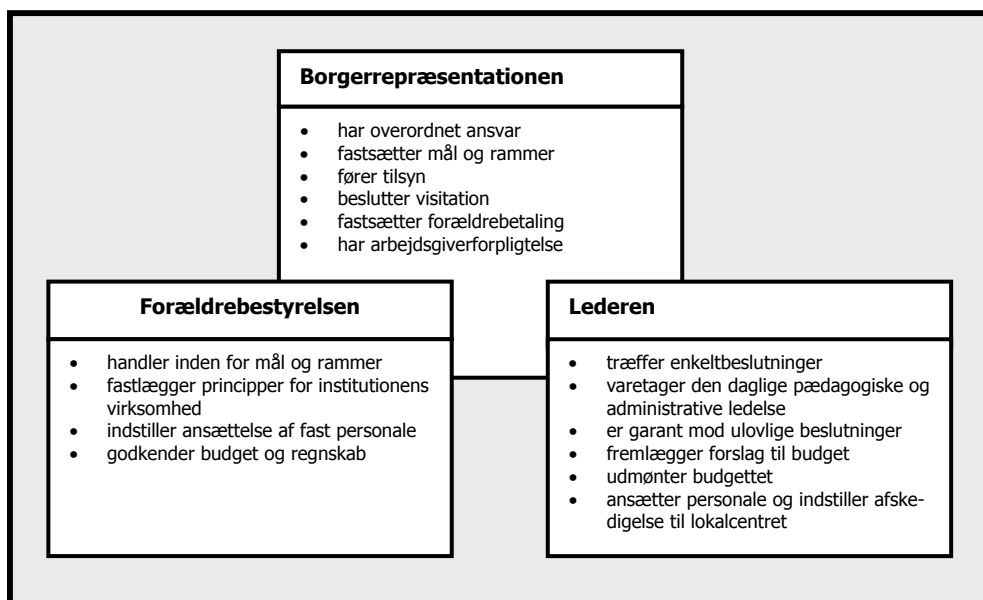 Borgerrepræsentationen
• har overordnet ansvar
• fastsætter mål og rammer
• fører tilsyn
• beslutter visitation
• fastsætter forældrebetaling
• har arbejdsgiverforpligtelse
Forældrebestyrelsen
• handler inden for mål og rammer
• fastlægger principper for institutionens
virksomhed
• indstiller ansættelse af fast personale
• godkender budget og regnskab
Lederen
• træffer enkeltbeslutninger
• varetager den daglige pædagogiske og
administrative ledelse
• er garant mod ulovlige beslutninger
• fremlægger forslag til budget
• udmønter budgettet
• ansætter personale og indstiller afske-
digelse til lokalcentret